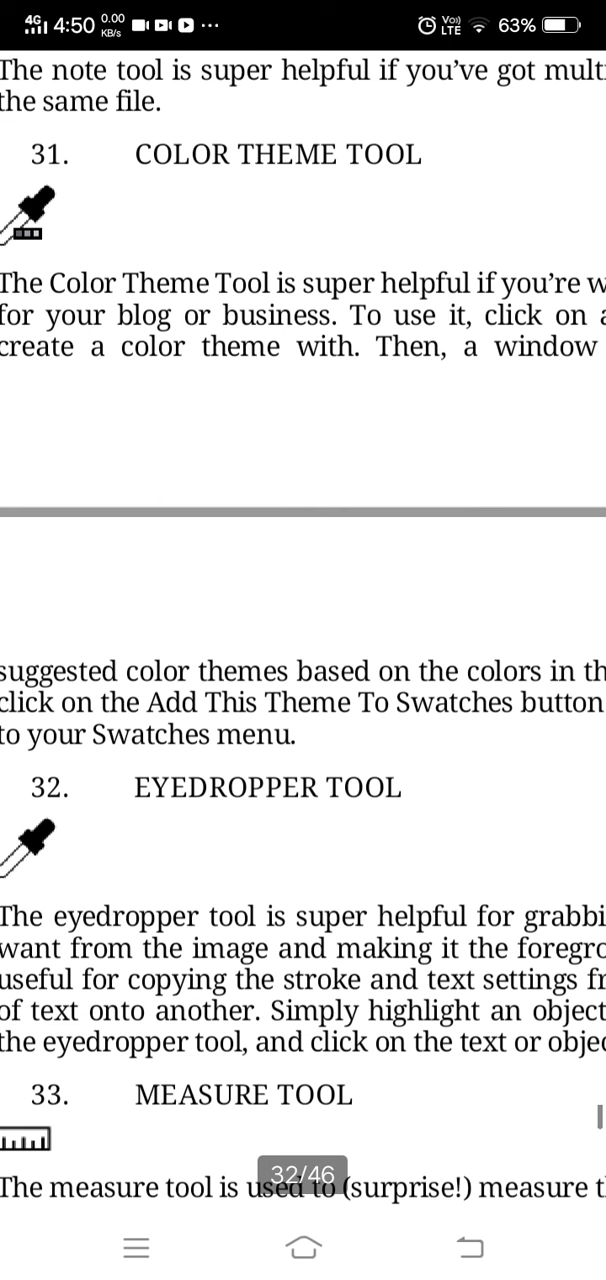 4G 4:50 0.00 KB/s ... Vo)) LTE 63%
The note tool is super helpful if you’ve got mult
the same file.
31. COLOR THEME TOOL
The Color Theme Tool is super helpful if you’re w
for your blog or business. To use it, click on a
create a color theme with. Then, a window
suggested color themes based on the colors in th
click on the Add This Theme To Swatches button
to your Swatches menu.
32. EYEDROPPER TOOL
The eyedropper tool is super helpful for grabbi
want from the image and making it the foregro
useful for copying the stroke and text settings fr
of text onto another. Simply highlight an object
the eyedropper tool, and click on the text or objec
33. MEASURE TOOL
32/46
The measure tool is used to (surprise!) measure t